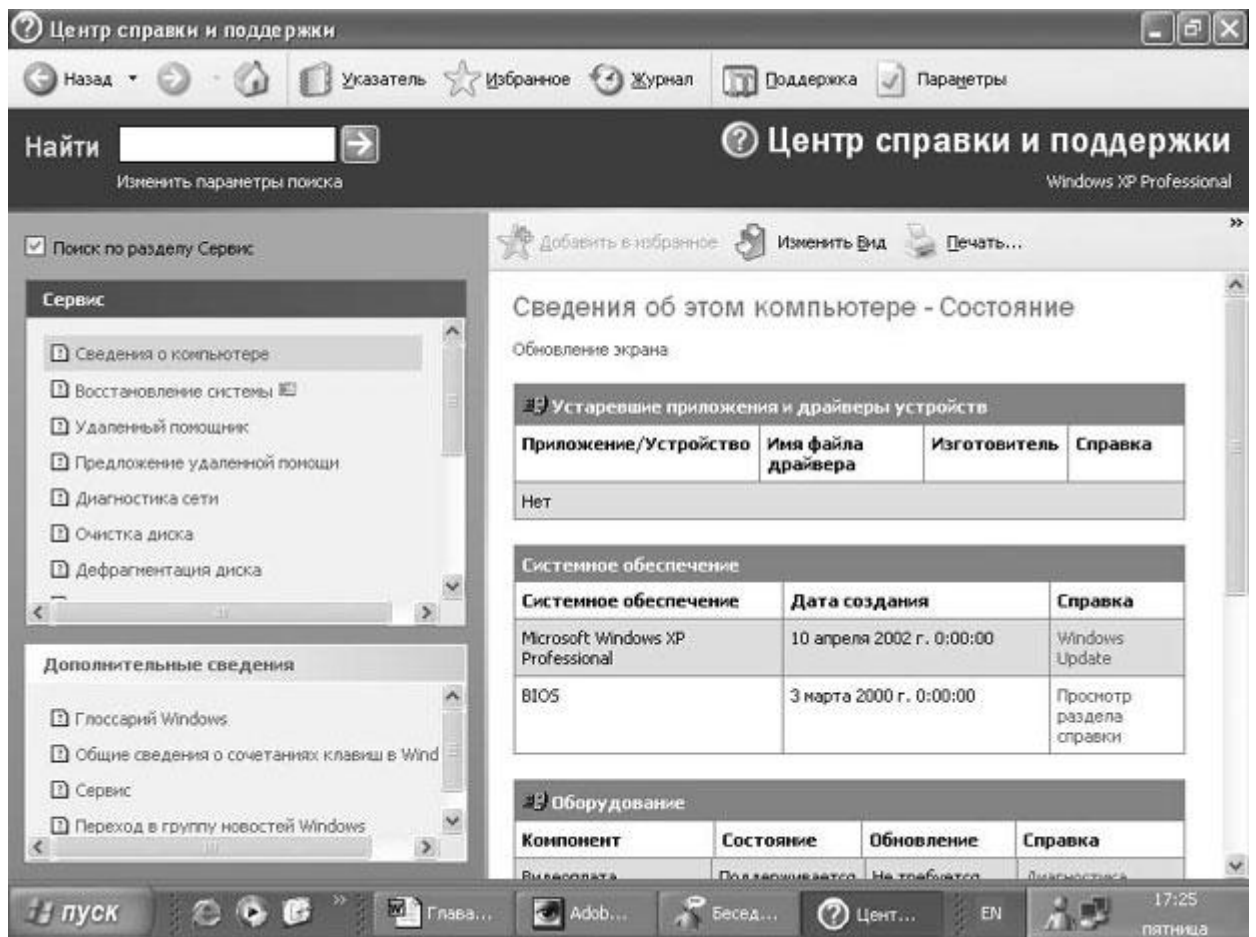 Центр справки и поддержки
Назад
Указатель
Избранное
Журнал
Поддержка
Параметры
Найти
Изменить параметры поиска
Центр справки и поддержки
Windows XP Professional
Поиск по разделу Сервис
Сервис
Сведения о компьютере
Восстановление системы
Удаленный помощник
Предложение удаленной помощи
Диагностика сети
Очистка диска
Дефрагментация диска
Дополнительные сведения
Глоссарий Windows
Общие сведения о сочетаниях клавиш в Wind
Сервис
Переход в группу новостей Windows
Добавить в избранное
Изменить Вид
Печать...
»
Сведения об этом компьютере - Состояние
Обновление экрана
Устаревшие приложения и драйверы устройств
Приложение/Устройство
Имя файла
драйвера
Изготовитель
Справка
Нет
Системное обеспечение
Системное обеспечение
Дата создания
Справка
Microsoft Windows XP
Professional
10 апреля 2002 г. 0:00:00
Windows
Update
BIOS
3 марта 2000 г. 0:00:00
Просмотр
раздела
справки
Оборудование
Компонент
Состояние
Обновление
Справка
Видеоплата
Поддерживается
Не требуется
Диагностика
пуск
»
Глава...
Adob...
Бесед...
Цент...
EN
17:25
пятница